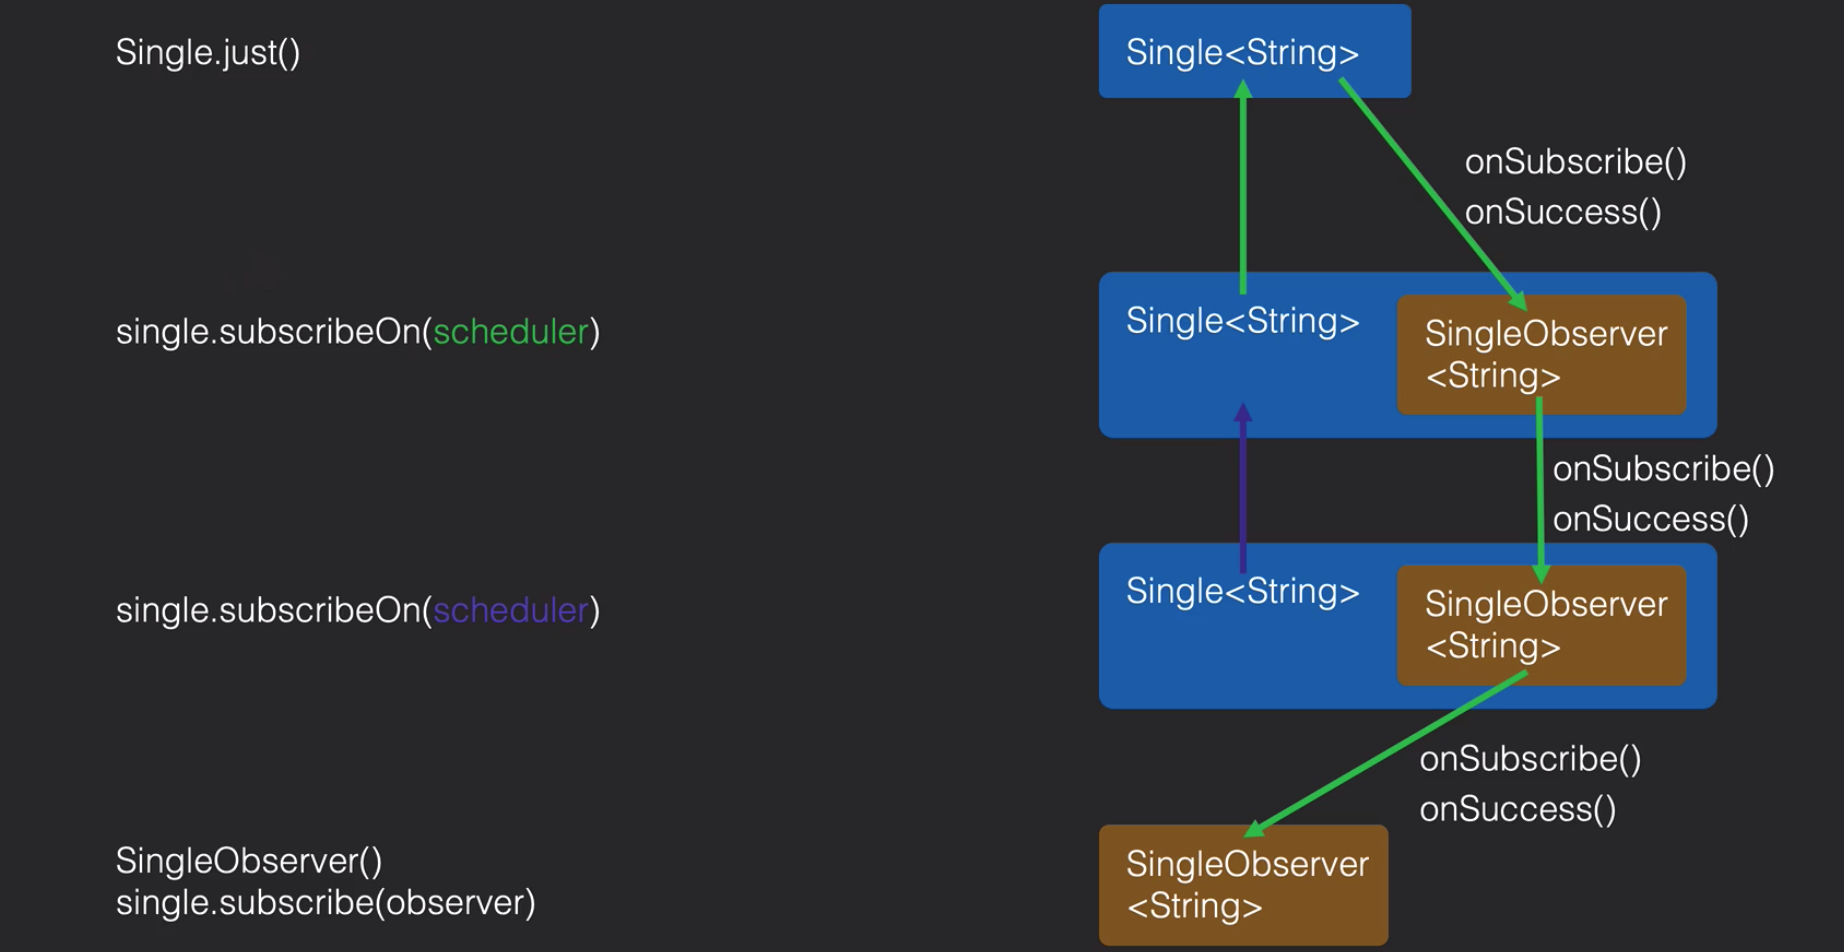 Single.just()
Single<String>
onSubscribe()
onSuccess()
single.subscribeOn(scheduler)
Single<String>
SingleObserver
<String>
onSubscribe()
onSuccess()
single.subscribeOn(scheduler)
Single<String>
SingleObserver
<String>
onSubscribe()
onSuccess()
SingleObserver()
single.subscribe(observer)
SingleObserver
<String>